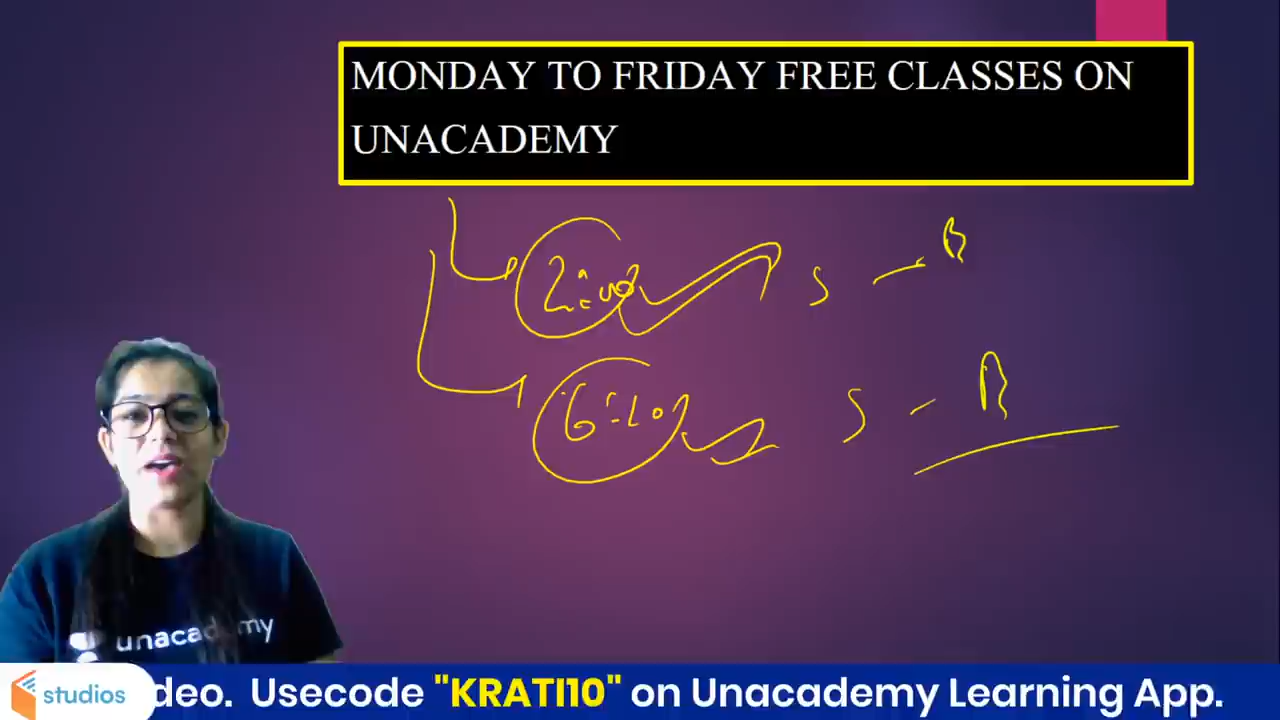 MONDAY TO FRIDAY FREE CLASSES ON
UNACADEMY
S - R
S - R
unacademy
studios
deo. Usecode "KRATI10" on Unacademy Learning App.